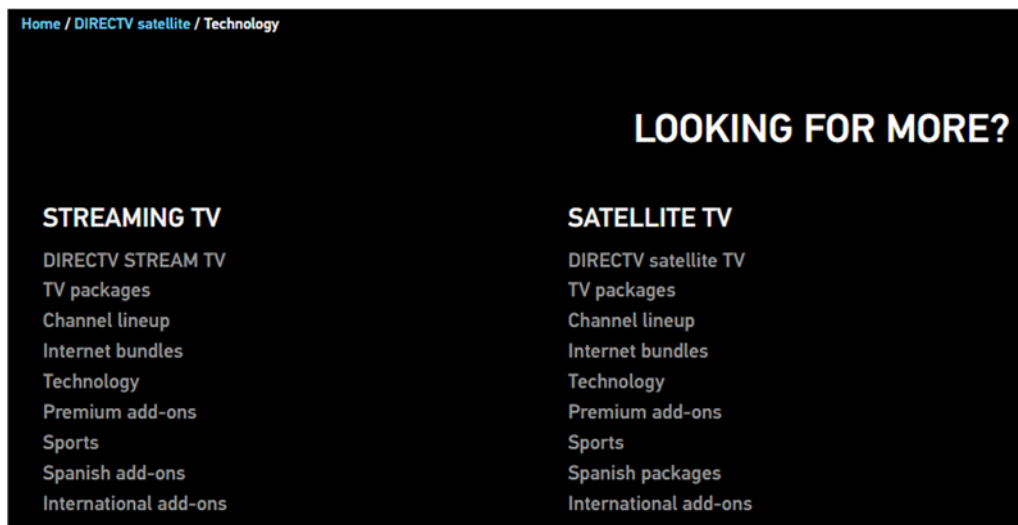 Home / DIRECTV satellite / Technology
LOOKING FOR MORE?
STREAMING TV
DIRECTV STREAM TV
TV packages
Channel lineup
Internet bundles
Technology
Premium add-ons
Sports
Spanish add-ons
International add-ons
SATELLITE TV
DIRECTV satellite TV
TV packages
Channel lineup
Internet bundles
Technology
Premium add-ons
Sports
Spanish packages
International add-ons